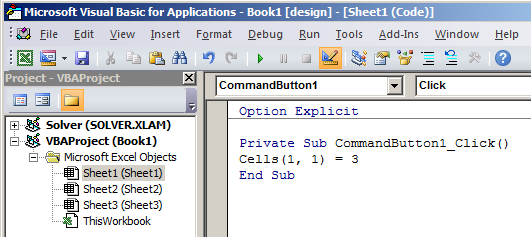 Microsoft Visual Basic for Applications - Book1 [design] - [Sheet1 (Code)]
File Edit View Insert Format Debug Run Tools Add-Ins Window Help
Project - VBAProject
CommandButton1 Click
Solver (SOLVER.XLAM)
VBAProject (Book1)
Microsoft Excel Objects
Sheet1 (Sheet1)
Sheet2 (Sheet2)
Sheet3 (Sheet3)
ThisWorkbook
Option Explicit
Private Sub CommandButton1_Click()
Cells(1, 1) = 3
End Sub